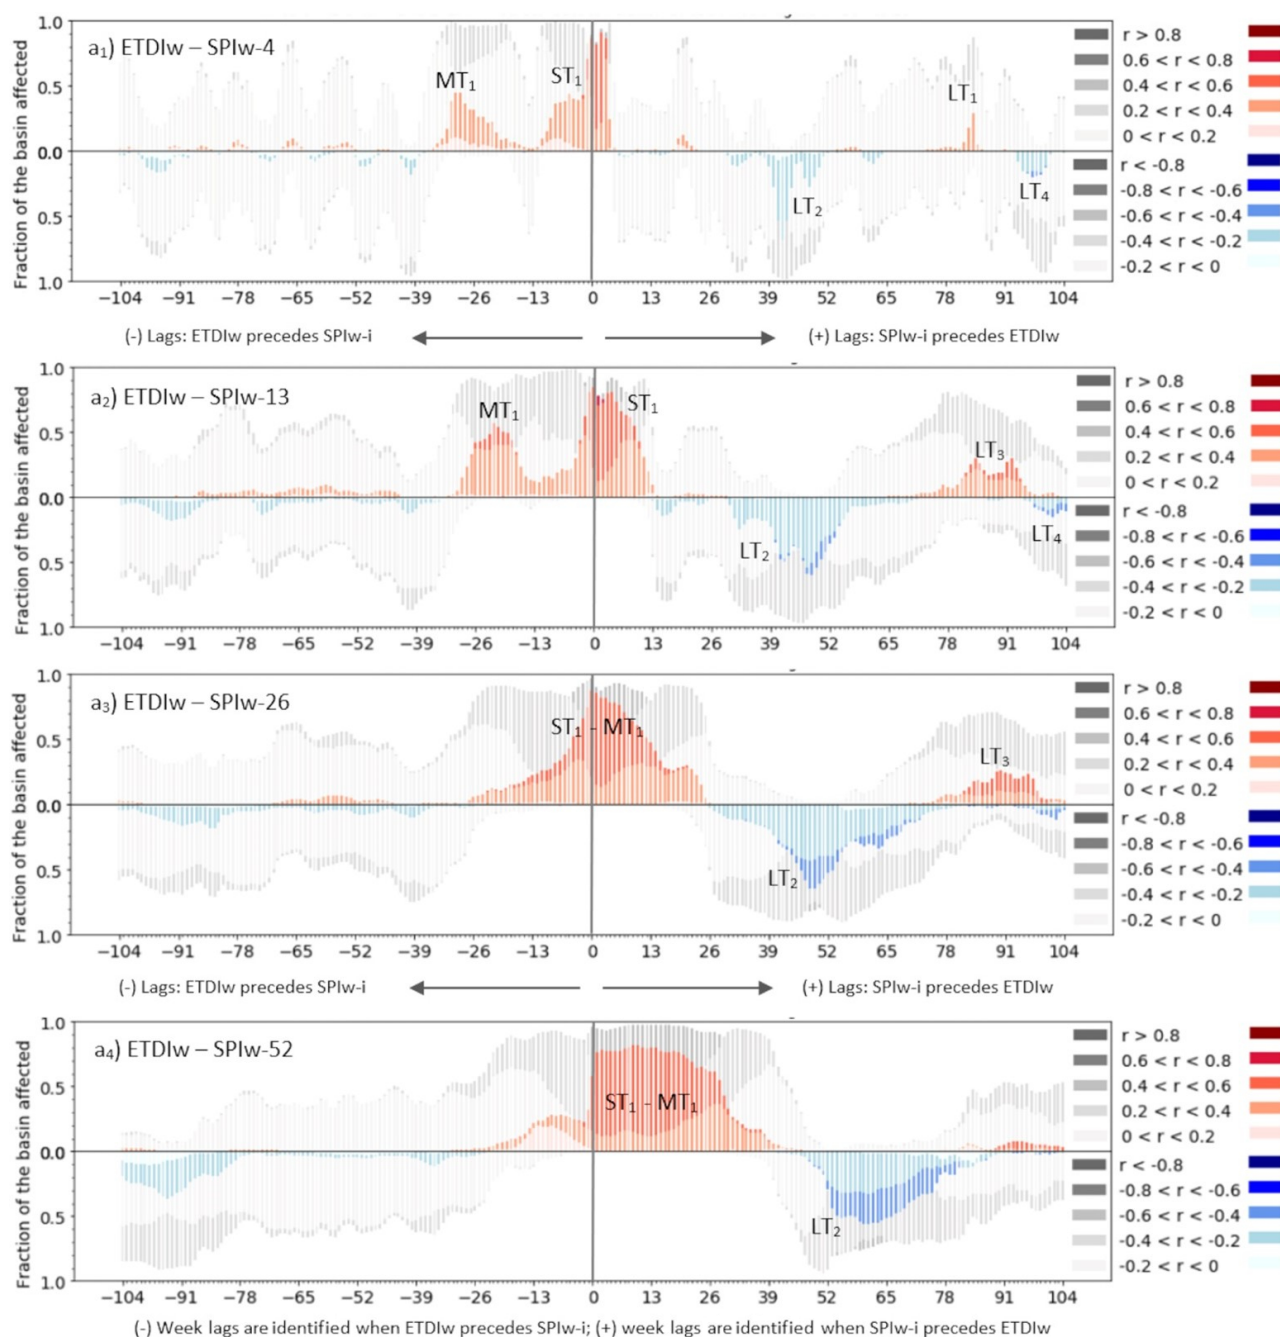 a₁) ETDIw – SPIw-4
Fraction of the basin affected
1.0
0.5
0.0
0.5
1.0
MT₁
ST₁
LT₁
LT₂
LT₄
r > 0.8
0.6 < r < 0.8
0.4 < r < 0.6
0.2 < r < 0.4
0 < r < 0.2
r < -0.8
-0.8 < r < -0.6
-0.6 < r < -0.4
-0.4 < r < -0.2
-0.2 < r < 0
−104 −91 −78 −65 −52 −39 −26 −13 0 13 26 39 52 65 78 91 104
(-) Lags: ETDIw precedes SPIw-i (+) Lags: SPIw-i precedes ETDIw
a₂) ETDIw – SPIw-13
Fraction of the basin affected
1.0
0.5
0.0
0.5
1.0
MT₁
ST₁
LT₃
LT₂
LT₄
r > 0.8
0.6 < r < 0.8
0.4 < r < 0.6
0.2 < r < 0.4
0 < r < 0.2
r < -0.8
-0.8 < r < -0.6
-0.6 < r < -0.4
-0.4 < r < -0.2
-0.2 < r < 0
−104 −91 −78 −65 −52 −39 −26 −13 0 13 26 39 52 65 78 91 104
a₃) ETDIw – SPIw-26
Fraction of the basin affected
1.0
0.5
0.0
0.5
1.0
ST₁ - MT₁
LT₃
LT₂
r > 0.8
0.6 < r < 0.8
0.4 < r < 0.6
0.2 < r < 0.4
0 < r < 0.2
r < -0.8
-0.8 < r < -0.6
-0.6 < r < -0.4
-0.4 < r < -0.2
-0.2 < r < 0
−104 −91 −78 −65 −52 −39 −26 −13 0 13 26 39 52 65 78 91 104
(-) Lags: ETDIw precedes SPIw-i (+) Lags: SPIw-i precedes ETDIw
a₄) ETDIw – SPIw-52
Fraction of the basin affected
1.0
0.5
0.0
0.5
1.0
ST₁ - MT₁
LT₂
r > 0.8
0.6 < r < 0.8
0.4 < r < 0.6
0.2 < r < 0.4
0 < r < 0.2
r < -0.8
-0.8 < r < -0.6
-0.6 < r < -0.4
-0.4 < r < -0.2
-0.2 < r < 0
−104 −91 −78 −65 −52 −39 −26 −13 0 13 26 39 52 65 78 91 104
(-) Week lags are identified when ETDIw precedes SPIw-i; (+) week lags are identified when SPIw-i precedes ETDIw